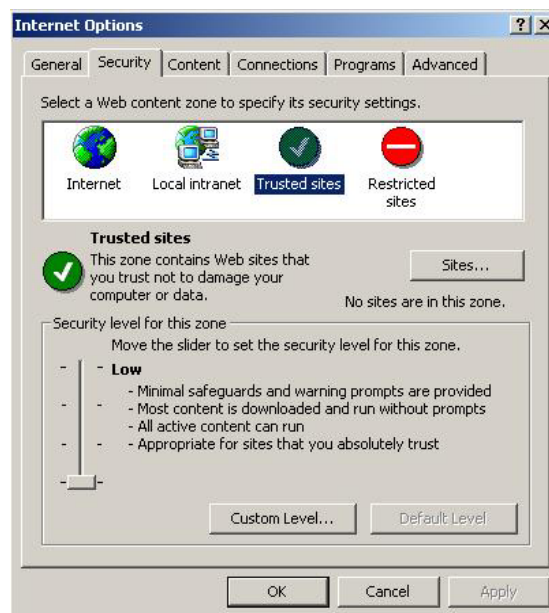 Internet Options
General Security Content Connections Programs Advanced
Select a Web content zone to specify its security settings.
Internet Local intranet Trusted sites Restricted
sites
Trusted sites
This zone contains Web sites that
you trust not to damage your
computer or data.
Sites...
No sites are in this zone.
Security level for this zone
Move the slider to set the security level for this zone.
Low
- Minimal safeguards and warning prompts are provided
- Most content is downloaded and run without prompts
- All active content can run
- Appropriate for sites that you absolutely trust
Custom Level... Default Level
OK Cancel Apply